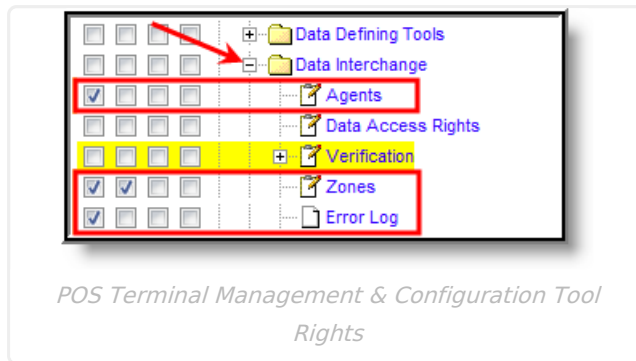 Data Defining Tools
Data Interchange
Agents
Data Access Rights
Verification
Zones
Error Log
POS Terminal Management & Configuration Tool
Rights